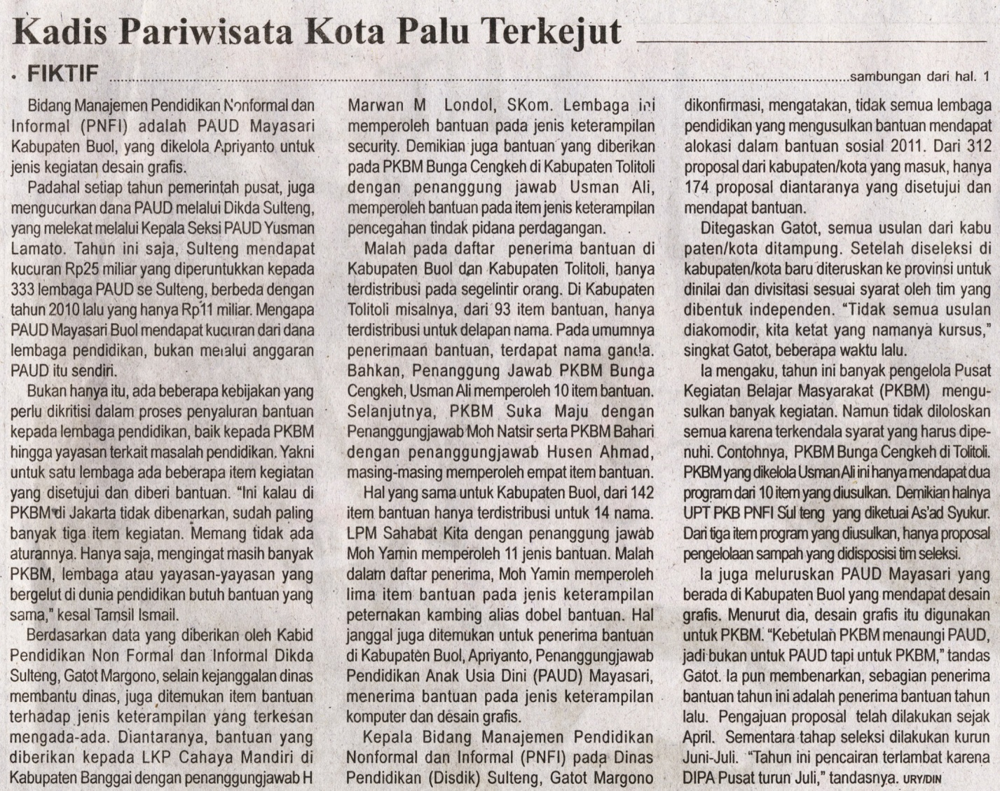 Kadis Pariwisata Kota Palu Terkejut
• FIKTIF ........ sambungan dari hal. 1
Bidang Manajemen Pendidikan Nonformal dan
Informal (PNFI) adalah PAUD Mayasari
Kabupaten Buol, yang dikelola Apriyanto untuk
jenis kegiatan desain grafis.
Padahal setiap tahun pemerintah pusat, juga
mengucurkan dana PAUD melalui Dikda Sulteng,
yang melekat melalui Kepala Seksi PAUD Yusman
Lamato. Tahun ini saja, Sulteng mendapat
kucuran Rp25 miliar yang diperuntukkan kepada
333 lembaga PAUD se Sulteng, berbeda dengan
tahun 2010 lalu yang hanya Rp11 miliar. Mengapa
PAUD Mayasari Buol mendapat kucuran dari dana
lembaga pendidikan, bukan melalui anggaran
PAUD itu sendiri.
Bukan hanya itu, ada beberapa kebijakan yang
perlu dikritisi dalam proses penyaluran bantuan
kepada lembaga pendidikan, baik kepada PKBM
hingga yayasan terkait masalah pendidikan. Yakni
untuk satu lembaga ada beberapa item kegiatan
yang disetujui dan diberi bantuan. “Ini kalau di
PKBM di Jakarta tidak dibenarkan, sudah paling
banyak tiga item kegiatan. Memang tidak ada
aturannya. Hanya saja, mengingat masih banyak
PKBM, lembaga atau yayasan-yayasan yang
bergelut di dunia pendidikan butuh bantuan yang
sama,” kesal Tamsil Ismail.
Berdasarkan data yang diberikan oleh Kabid
Pendidikan Non Formal dan Informal Dikda
Sulteng, Gatot Margono, selain kejanggalan dinas
membantu dinas, juga ditemukan item bantuan
terhadap jenis keterampilan yang terkesan
mengada-ada. Diantaranya, bantuan yang
diberikan kepada LKP Cahaya Mandiri di
Kabupaten Banggai dengan penanggungjawab H
Marwan M Londol, SKom. Lembaga ini
memperoleh bantuan pada jenis keterampilan
security. Demikian juga bantuan yang diberikan
pada PKBM Bunga Cengkeh di Kabupaten Tolitoli
dengan penanggung jawab Usman Ali,
memperoleh bantuan pada item jenis keterampilan
pencegahan tindak pidana perdagangan.
Malah pada daftar penerima bantuan di
Kabupaten Buol dan Kabupaten Tolitoli, hanya
terdistribusi pada segelintir orang. Di Kabupaten
Tolitoli misalnya, dari 93 item bantuan, hanya
terdistribusi untuk delapan nama. Pada umumnya
penerimaan bantuan, terdapat nama ganda.
Bahkan, Penanggung Jawab PKBM Bunga
Cengkeh, Usman Ali memperoleh 10 item bantuan.
Selanjutnya, PKBM Suka Maju dengan
Penanggungjawab Moh Natsir serta PKBM Bahari
dengan penanggungjawab Husen Ahmad,
masing-masing memperoleh empat item bantuan.
Hal yang sama untuk Kabupaten Buol, dari 142
item bantuan hanya terdistribusi untuk 14 nama.
LPM Sahabat Kita dengan penanggung jawab
Moh Yamin memperoleh 11 jenis bantuan. Malah
dalam daftar penerima, Moh Yamin memperoleh
lima item bantuan pada jenis keterampilan
peternakan kambing alias dobel bantuan. Hal
janggal juga ditemukan untuk penerima bantuan
di Kabupaten Buol, Apriyanto, Penanggungjawab
Pendidikan Anak Usia Dini (PAUD) Mayasari,
menerima bantuan pada jenis keterampilan
komputer dan desain grafis.
Kepala Bidang Manajemen Pendidikan
Nonformal dan Informal (PNFI) pada Dinas
Pendidikan (Disdik) Sulteng, Gatot Margono
dikonfirmasi, mengatakan, tidak semua lembaga
pendidikan yang mengusulkan bantuan mendapat
alokasi dalam bantuan sosial 2011. Dari 312
proposal dari kabupaten/kota yang masuk, hanya
174 proposal diantaranya yang disetujui dan
mendapat bantuan.
Ditegaskan Gatot, semua usulan dari kabu
paten/kota ditampung. Setelah diseleksi di
kabupaten/kota baru diteruskan ke provinsi untuk
dinilai dan divisitasi sesuai syarat oleh tim yang
dibentuk independen. “Tidak semua usulan
diakomodir, kita ketat yang namanya kursus,”
singkat Gatot, beberapa waktu lalu.
Ia mengaku, tahun ini banyak pengelola Pusat
Kegiatan Belajar Masyarakat (PKBM) mengu-
sulkan banyak kegiatan. Namun tidak diloloskan
semua karena terkendala syarat yang harus dipe-
nuhi. Contohnya, PKBM Bunga Cengkeh di Tolitoli.
PKBM yang dikelola Usman Ali ini hanya mendapat dua
program dari 10 item yang diusulkan. Demikian halnya
UPT PKB PNFI Sul teng yang diketuai As’ad Syukur.
Dari tiga item program yang diusulkan, hanya proposal
pengelolaan sampah yang didisposisi tim seleksi.
Ia juga meluruskan PAUD Mayasari yang
berada di Kabupaten Buol yang mendapat desain
grafis. Menurut dia, desain grafis itu digunakan
untuk PKBM. “Kebetulan PKBM menaungi PAUD,
jadi bukan untuk PAUD tapi untuk PKBM,” tandas
Gatot. Ia pun membenarkan, sebagian penerima
bantuan tahun ini adalah penerima bantuan tahun
lalu. Pengajuan proposal telah dilakukan sejak
April. Sementara tahap seleksi dilakukan kurun
Juni-Juli. “Tahun ini pencairan terlambat karena
DIPA Pusat turun Juli,” tandasnya. URY/DIN